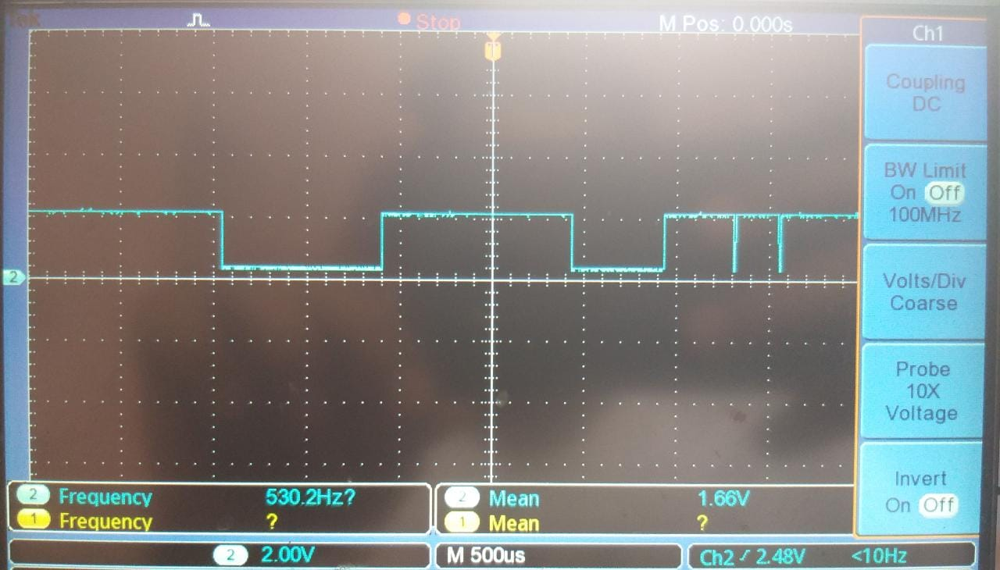 Tek
Stop
M Pos: 0.000s
Ch1
Coupling
DC
BW Limit
On Off
100MHz
Volts/Div
Coarse
Probe
10X
Voltage
Invert
On Off
T
2
2 Frequency 530.2Hz?
1 Frequency ?
2 Mean 1.66V
1 Mean ?
2 2.00V
M 500us
Ch2 2.48V <10Hz